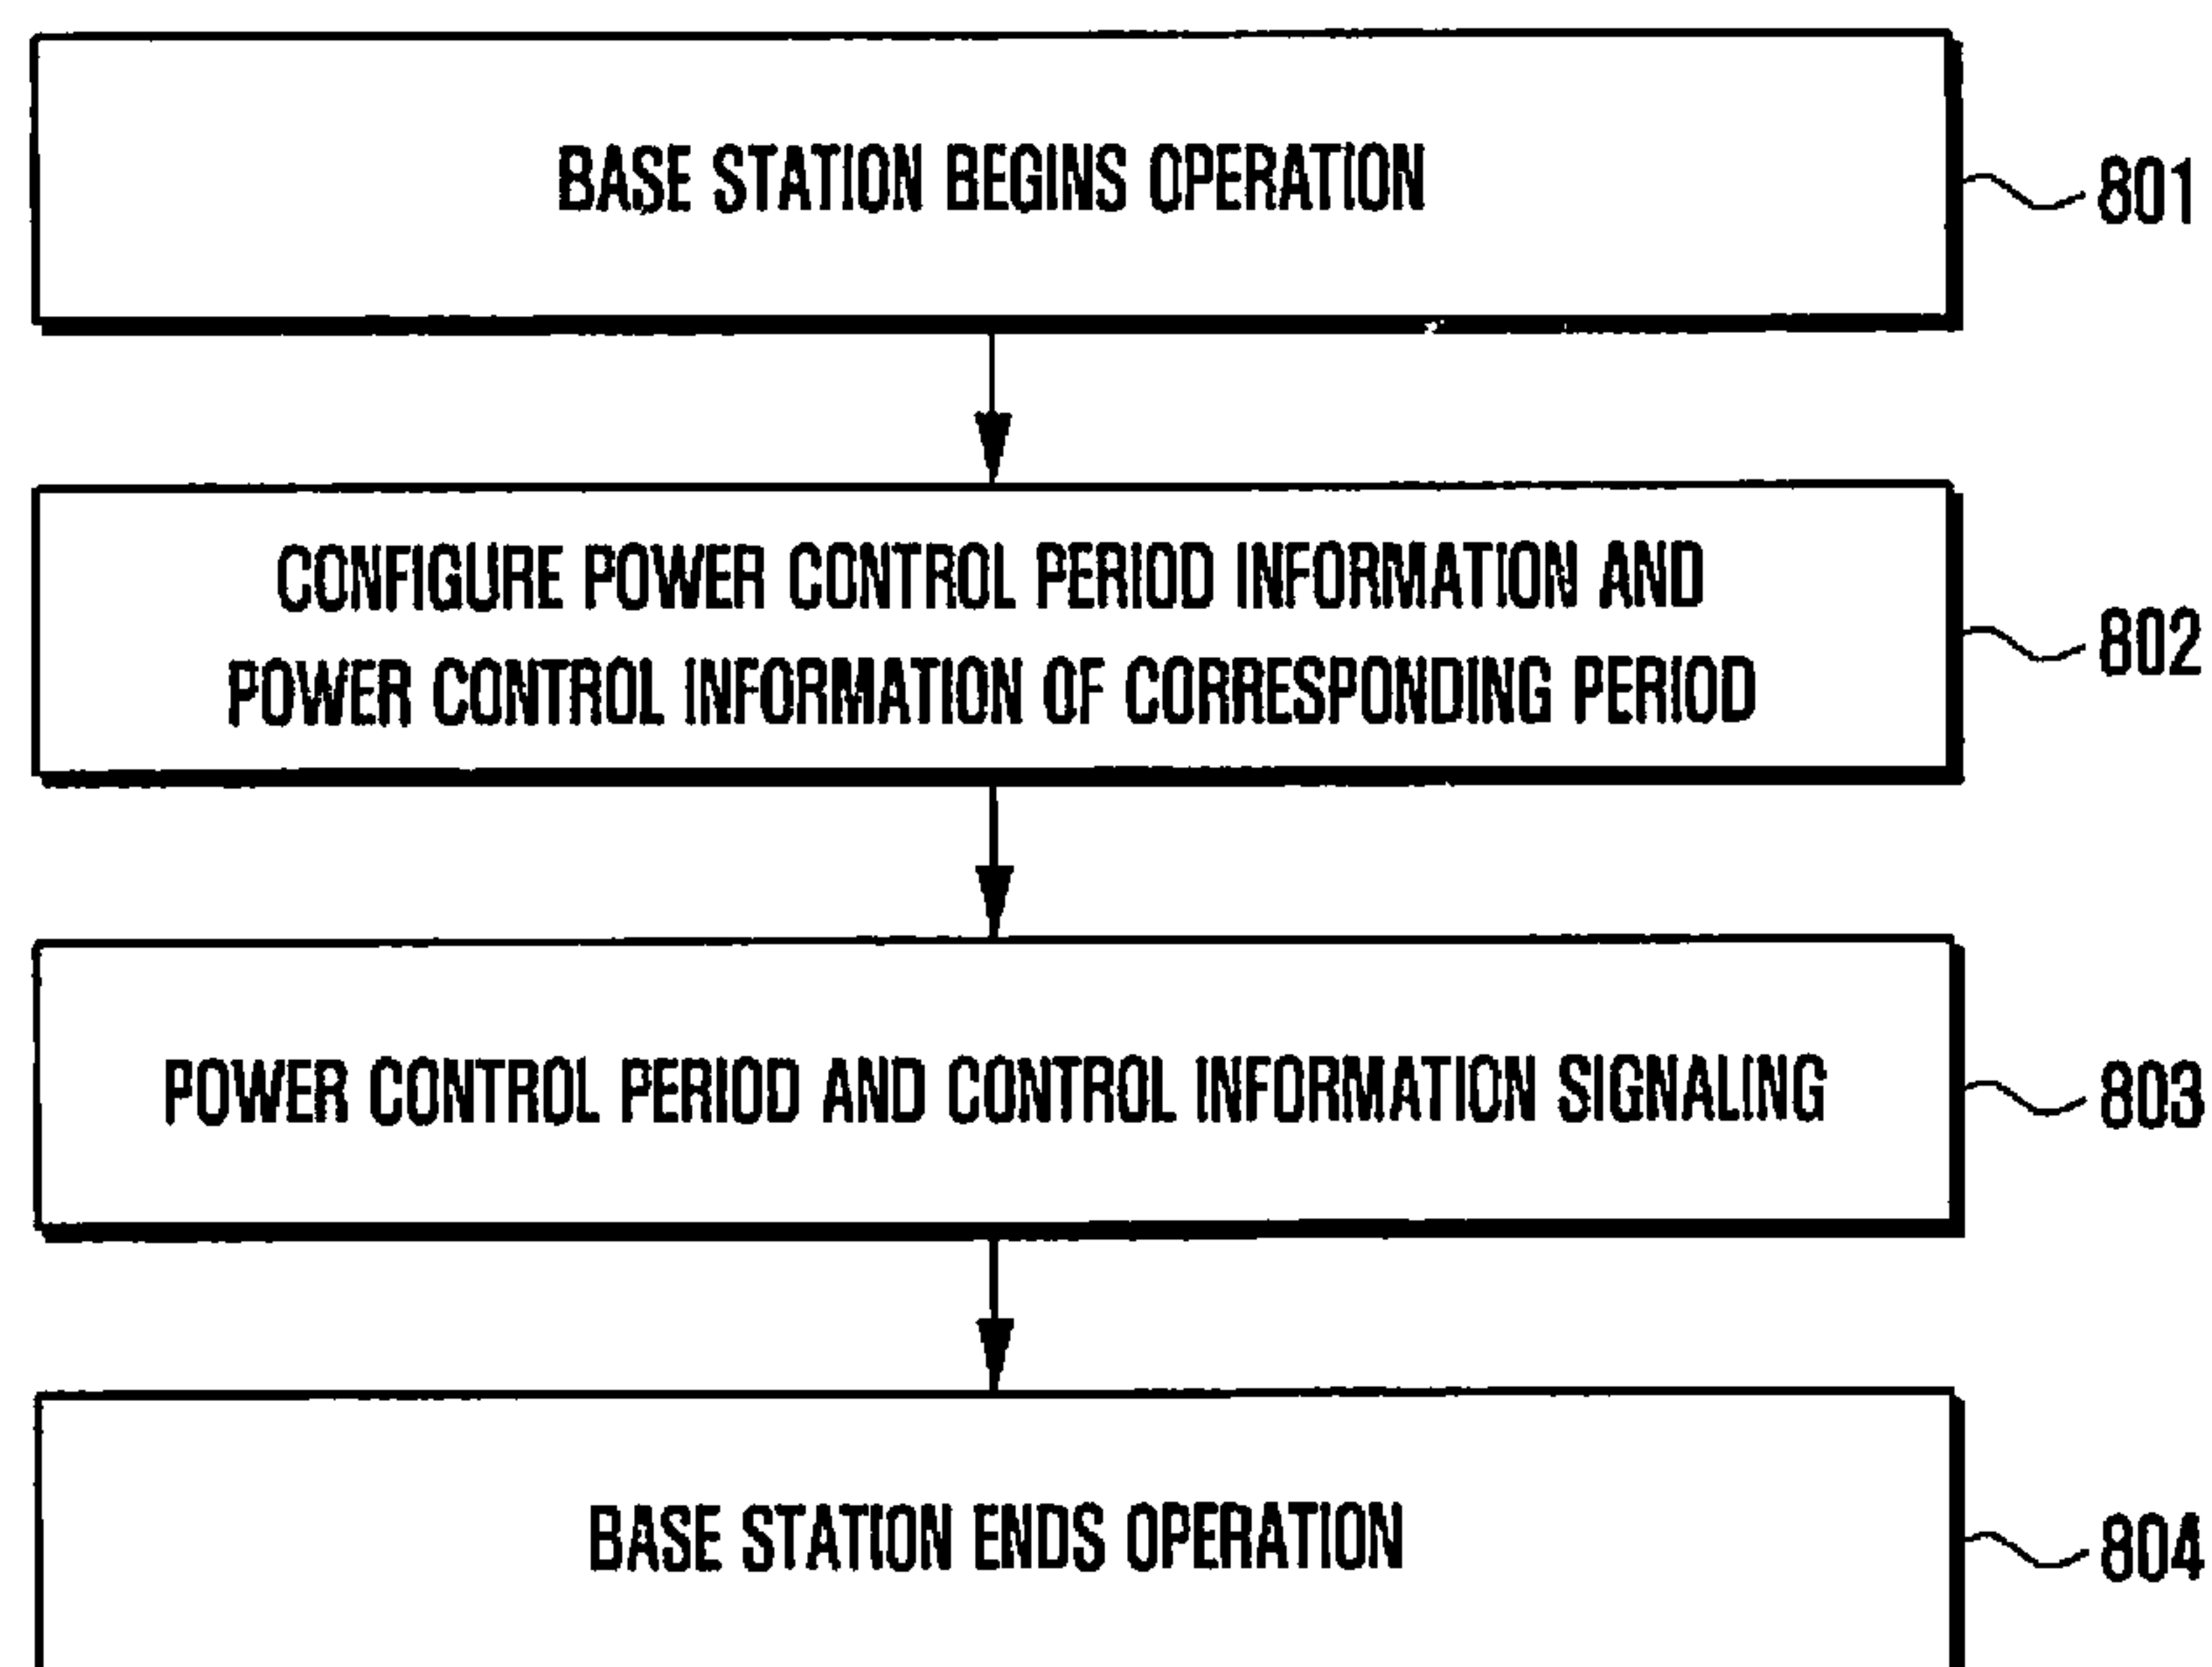 BASE STATION BEGINS OPERATION
801
CONFIGURE POWER CONTROL PERIOD INFORMATION AND
POWER CONTROL INFORMATION OF CORRESPONDING PERIOD
802
POWER CONTROL PERIOD AND CONTROL INFORMATION SIGNALING
803
BASE STATION ENDS OPERATION
804